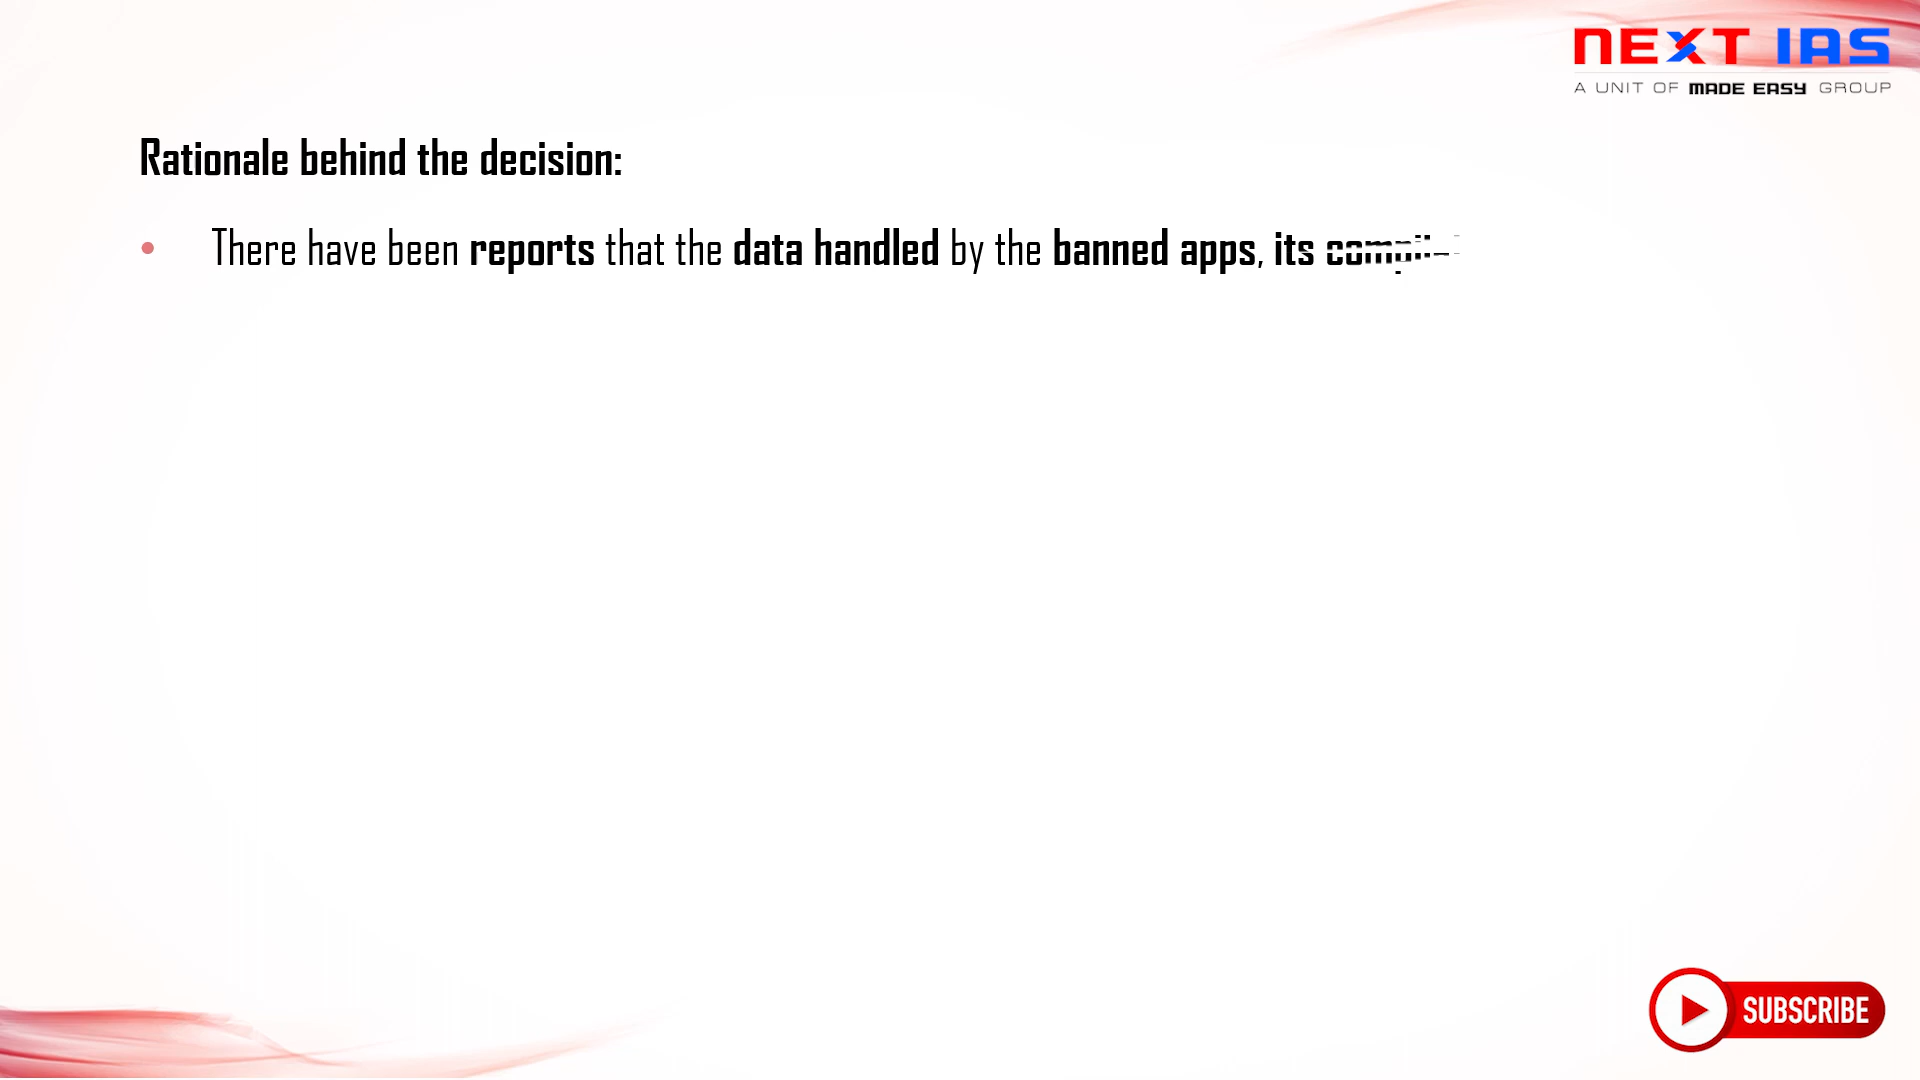 NEXT IAS
A UNIT OF MADE EASY GROUP
Rationale behind the decision:
• There have been reports that the data handled by the banned apps, its
SUBSCRIBE